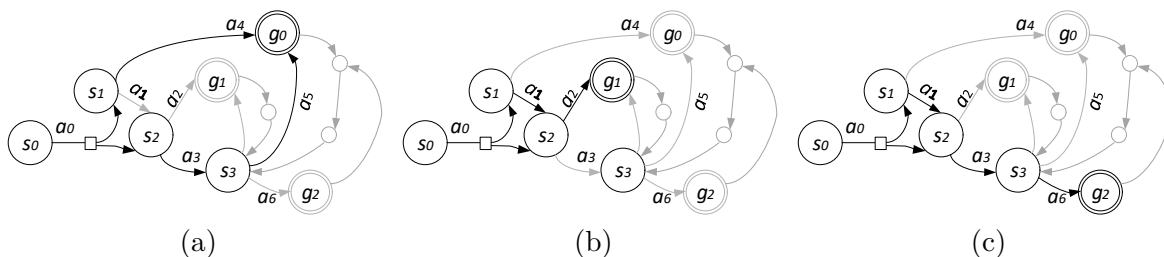 a4 g0
s1 a1 a2 g1 a5
s0 a0 s2 a3 s3 a6 g2
(a)
a4 g0
s1 a1 a2 g1 a5
s0 a0 s2 a3 s3 a6 g2
(b)
a4 g0
s1 a1 a2 g1 a5
s0 a0 s2 a3 s3 a6 g2
(c)